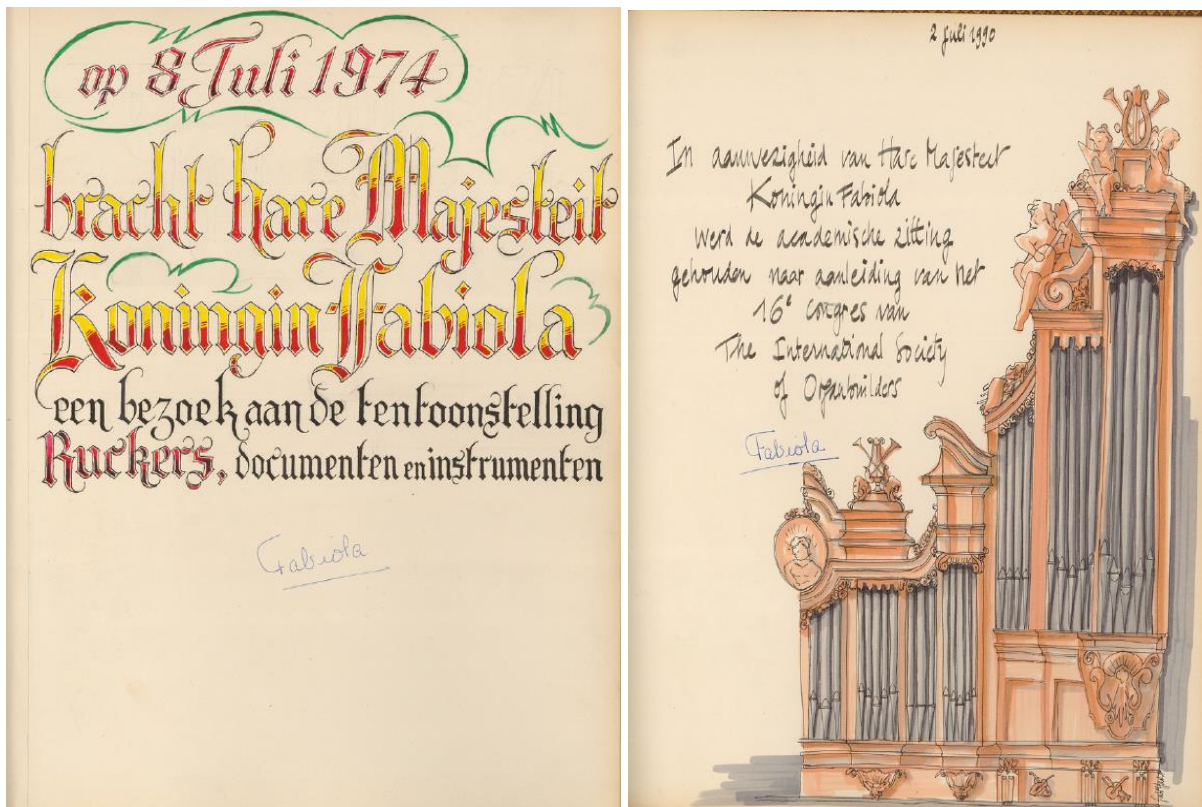 op 8 Juli 1974
bracht hare Majesteit
Koningin Fabiola
een bezoek aan de tentoonstelling
Ruckers, documenten en instrumenten
Fabiola
2 Juli 1990
In aanwezigheid van Hare Majesteit
Koningin Fabiola
werd de academische zitting
gehouden naar aanleiding van het
16e congres van
The International Society
of Organbuilders
Fabiola